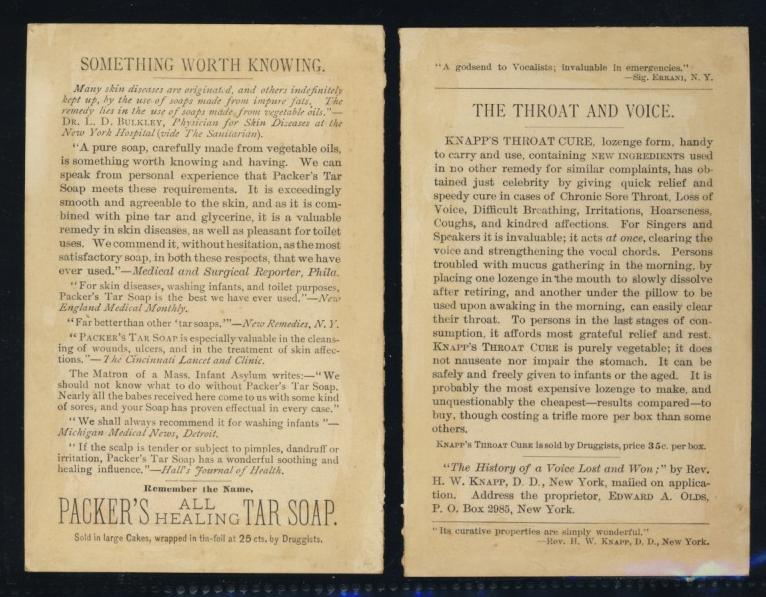 SOMETHING WORTH KNOWING.
Many skin diseases are originated, and others indefinitely
kept up, by the use of soaps made from impure fats. The
remedy lies in the use of soaps made from vegetable oils."—
DR. L. D. BULKLEY, Physician for Skin Diseases at the
New York Hospital (vide The Sanitarian).
"A pure soap, carefully made from vegetable oils,
is something worth knowing and having. We can
speak from personal experience that Packer's Tar
Soap meets these requirements. It is exceedingly
smooth and agreeable to the skin, and as it is com-
bined with pine tar and glycerine, it is a valuable
remedy in skin diseases, as well as pleasant for toilet
uses. We commend it, without hesitation, as the most
satisfactory soap, in both these respects, that we have
ever used."—Medical and Surgical Reporter, Phila.
"For skin diseases, washing infants, and toilet purposes,
Packer's Tar Soap is the best we have ever used."—New
England Medical Monthly.
"Far better than other 'tar soaps.'"—New Remedies, N. Y.
"PACKER'S TAR SOAP is especially valuable in the cleans-
ing of wounds, ulcers, and in the treatment of skin affec-
tions."—The Cincinnati Lancet and Clinic.
The Matron of a Mass. Infant Asylum writes:—"We
should not know what to do without Packer's Tar Soap.
Nearly all the babes received here come to us with some kind
of sores, and your Soap has proven effectual in every case."
"We shall always recommend it for washing infants"—
Michigan Medical News, Detroit.
"If the scalp is tender or subject to pimples, dandruff or
irritation, Packer's Tar Soap has a wonderful soothing and
healing influence."—Hall's Journal of Health.
Remember the Name,
PACKER'S ALL HEALING TAR SOAP.
Sold in large Cakes, wrapped in tin-foil at 25 cts. by Druggists.
"A godsend to Vocalists; invaluable in emergencies."
—Sig. ERRANI, N. Y.
THE THROAT AND VOICE.
KNAPP'S THROAT CURE, lozenge form, handy
to carry and use, containing NEW INGREDIENTS used
in no other remedy for similar complaints, has ob-
tained just celebrity by giving quick relief and
speedy cure in cases of Chronic Sore Throat, Loss of
Voice, Difficult Breathing, Irritations, Hoarseness,
Coughs, and kindred affections. For Singers and
Speakers it is invaluable; it acts at once, clearing the
voice and strengthening the vocal chords. Persons
troubled with mucus gathering in the morning, by
placing one lozenge in the mouth to slowly dissolve
after retiring, and another under the pillow to be
used upon awaking in the morning, can easily clear
their throat. To persons in the last stages of con-
sumption, it affords most grateful relief and rest.
KNAPP'S THROAT CURE is purely vegetable; it does
not nauseate nor impair the stomach. It can be
safely and freely given to infants or the aged. It is
probably the most expensive lozenge to make, and
unquestionably the cheapest—results compared—to
buy, though costing a trifle more per box than some
others.
KNAPP'S THROAT CURE is sold by Druggists, price 35c. per box.
"The History of a Voice Lost and Won;" by Rev.
H. W. KNAPP, D. D., New York, mailed on applica-
tion. Address the proprietor, EDWARD A. OLDS,
P. O. Box 2985, New York.
"Its curative properties are simply wonderful."
—Rev. H. W. KNAPP, D. D., New York.